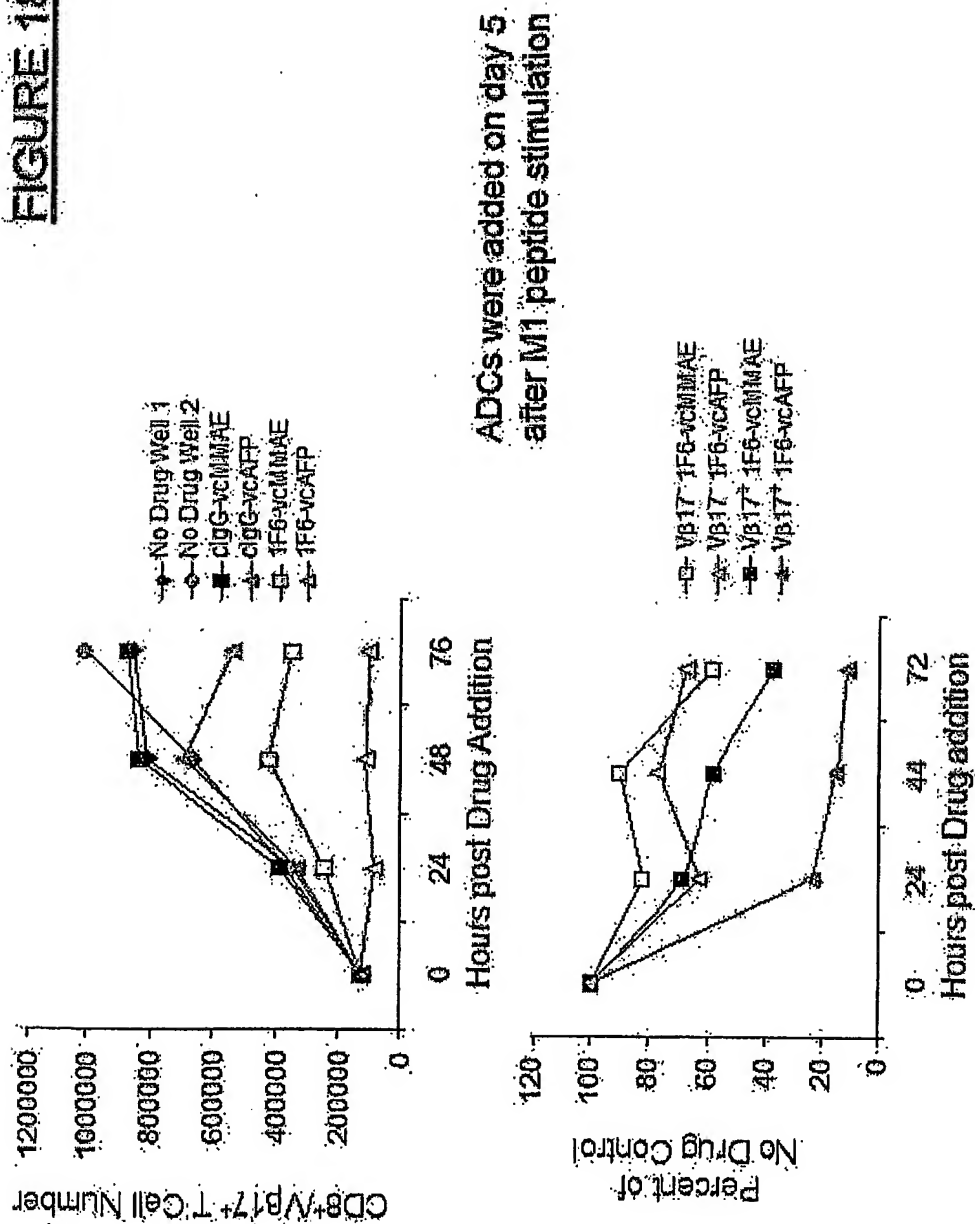 FIGURE
CD8+/Vβ17+ T Cell Number
1200000
1000000
800000
600000
400000
200000
0
0 24 48 76
Hours post Drug Addition
No Drug Well 1
No Drug Well 2
cIgG-vcMMAE
cIgG-vcAFP
1F6-vcMMAE
1F6-vcAFP
ADCs were added on day 5
after M1 peptide stimulation
Percent of
No Drug Control
120
100
80
60
40
20
0
0 24 44 72
Hours post Drug addition
Vβ17- 1F6-vcMMAE
Vβ17- 1F6-vcAFP
Vβ17+ 1F6-vcMMAE
Vβ17+ 1F6-vcAFP